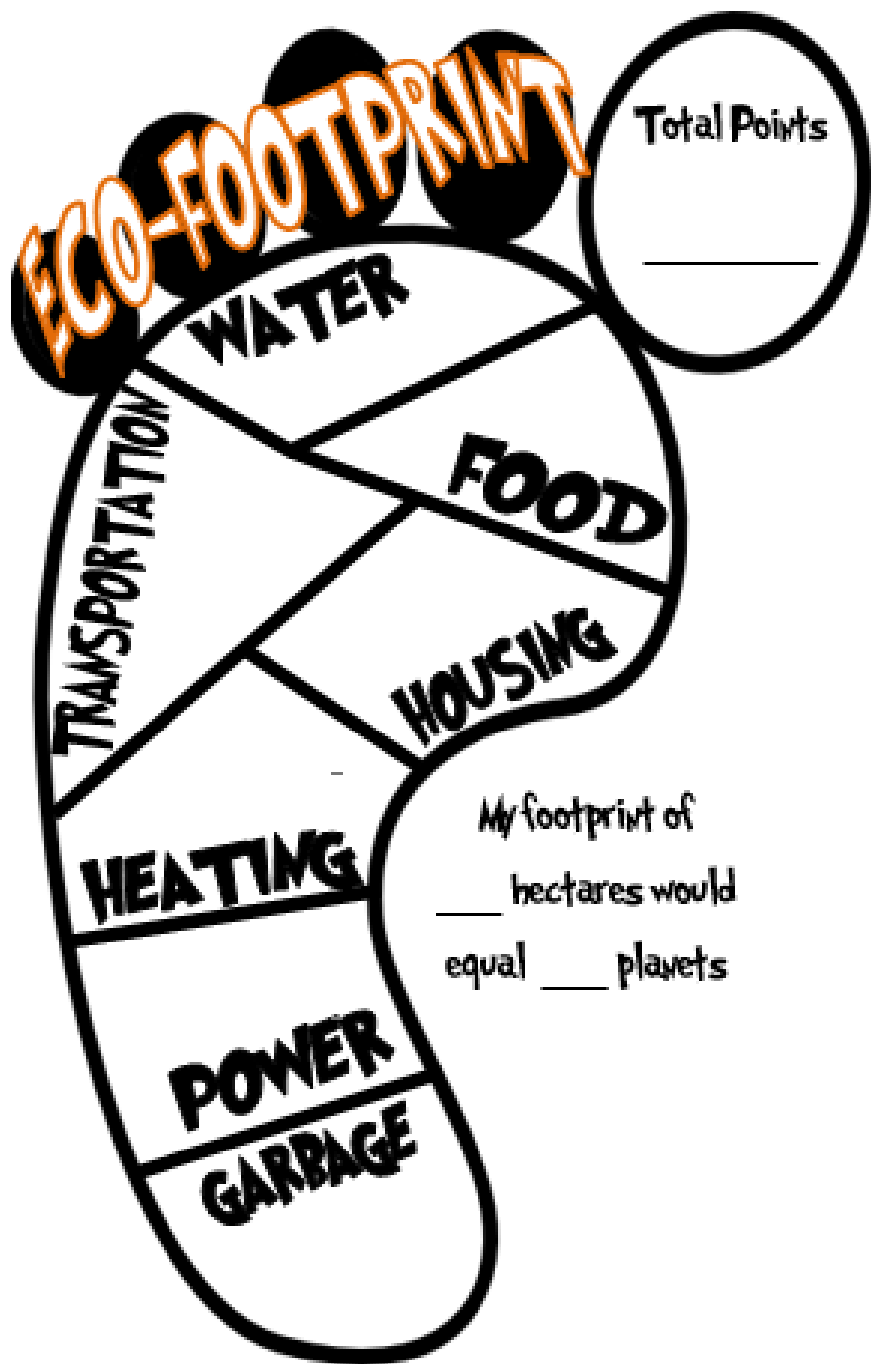 ECO-FOOTPRINT
Total Points
WATER
FOOD
TRANSPORTATION
HOUSING
My footprint of
___ hectares would
equal ___ planets
HEATING
POWER
GARBAGE